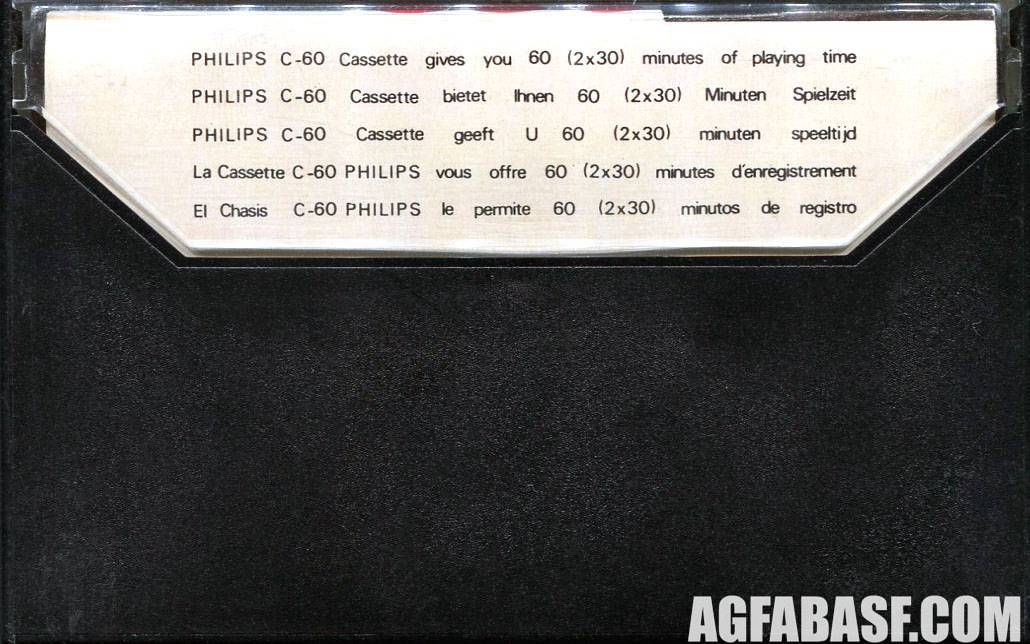 PHILIPS C-60 Cassette gives you 60 (2x30) minutes of playing time
PHILIPS C-60 Cassette bietet Ihnen 60 (2x30) Minuten Spielzeit
PHILIPS C-60 Cassette geeft U 60 (2x30) minuten speeltijd
La Cassette C-60 PHILIPS vous offre 60 (2x30) minutes d'enregistrement
El Chasis C-60 PHILIPS le permite 60 (2x30) minutos de registro
AGFABASF.COM